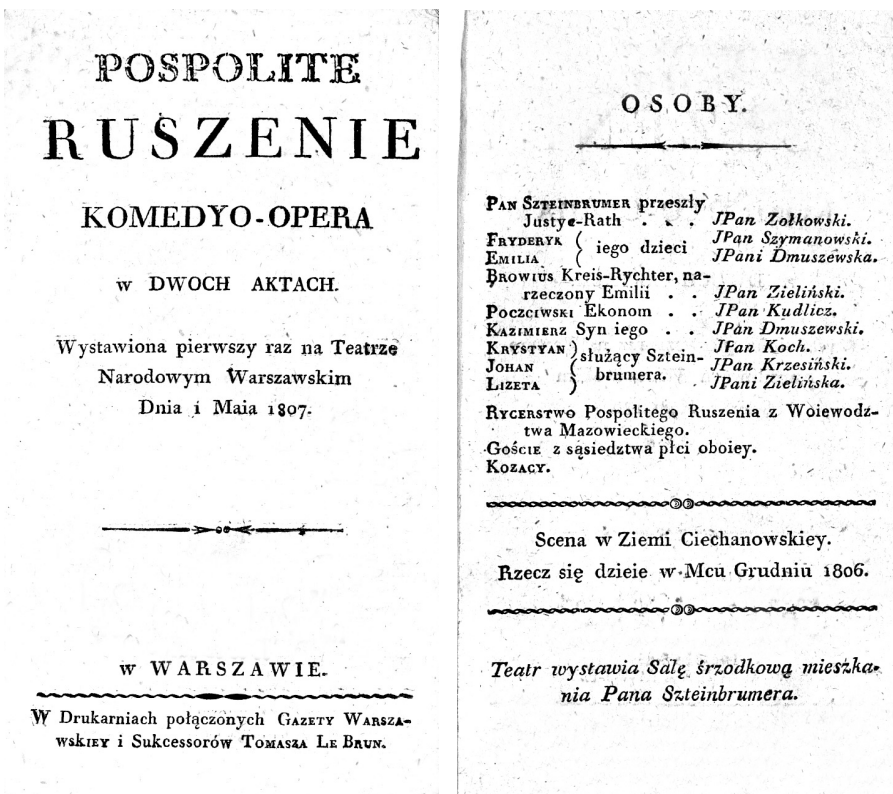 POSPOLITE
RUSZENIE
KOMEDYO-OPERA
w DWOCH AKTACH.
Wystawiona pierwszy raz na Teatrze
Narodowym Warszawskim
Dnia 1 Maia 1807.
w WARSZAWIE.
W Drukarniach połączonych GAZETY WARSZA-
WSKIEY i Sukcessorów TOMASZA LE BRUN.
OSOBY.
PAN SZTEINBRUMER przeszły
Justyc-Rath . . . JPan Zołkowski.
FRYDERYK ( iego dzieci JPan Szymanowski.
EMILIA ( JPani Dmuszewska.
BROWIUS Kreis-Rychter, na-
rzeczony Emilii . . JPan Zieliński.
POCZCIWSKI Ekonom . . JPan Kudlicz.
KAZIMIERZ Syn iego . . JPan Dmuszewski.
KRYSTYAN ) służący Sztein- JPan Koch.
JOHAN ( brumera. JPan Krzesiński.
LIZETA ) JPani Zielińska.
RYCERSTWO Pospolitego Ruszenia z Woiewodz-
twa Mazowieckiego.
GOŚCIE z sąsiedztwa płci oboiey.
KOZACY.
Scena w Ziemi Ciechanowskiey.
Rzecz się dzieie w Mcu Grudniu 1806.
Teatr wystawia Salę śrzodkową mieszka-
nia Pana Szteinbrumera.